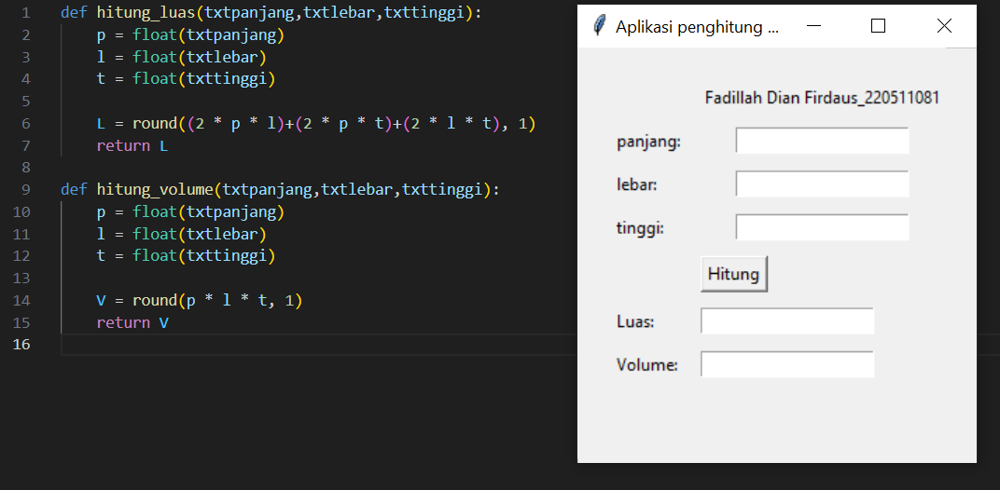 1 def hitung_luas(txtpanjang,txtlebar,txttinggi):
2 p = float(txtpanjang)
3 l = float(txtlebar)
4 t = float(txttinggi)
5
6 L = round((2 * p * l)+(2 * p * t)+(2 * l * t), 1)
7 return L
8
9 def hitung_volume(txtpanjang,txtlebar,txttinggi):
10 p = float(txtpanjang)
11 l = float(txtlebar)
12 t = float(txttinggi)
13
14 V = round(p * l * t, 1)
15 return V
16
Aplikasi penghitung ...
Fadillah Dian Firdaus_220511081
panjang:
lebar:
tinggi:
Hitung
Luas:
Volume: